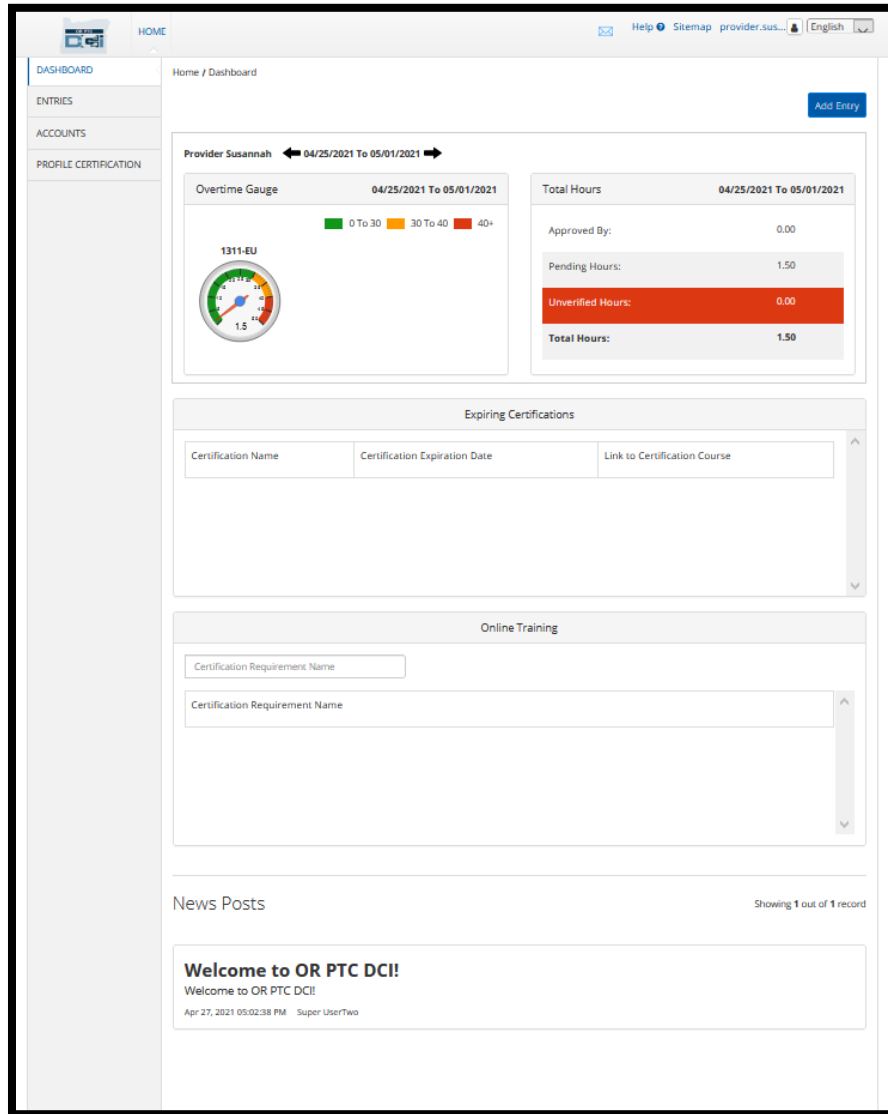 OR PTC
DCI
HOME
Help Sitemap provider.sus... English
DASHBOARD
ENTRIES
ACCOUNTS
PROFILE CERTIFICATION
Home / Dashboard
Add Entry
Provider Susannah 04/25/2021 To 05/01/2021
Overtime Gauge 04/25/2021 To 05/01/2021
0 To 30 30 To 40 40+
1311-EU
1.5
Total Hours 04/25/2021 To 05/01/2021
Approved By: 0.00
Pending Hours: 1.50
Unverified Hours: 0.00
Total Hours: 1.50
Expiring Certifications
Certification Name Certification Expiration Date Link to Certification Course
Online Training
Certification Requirement Name
Certification Requirement Name
News Posts Showing 1 out of 1 record
Welcome to OR PTC DCI!
Welcome to OR PTC DCI!
Apr 27, 2021 05:02:38 PM Super UserTwo